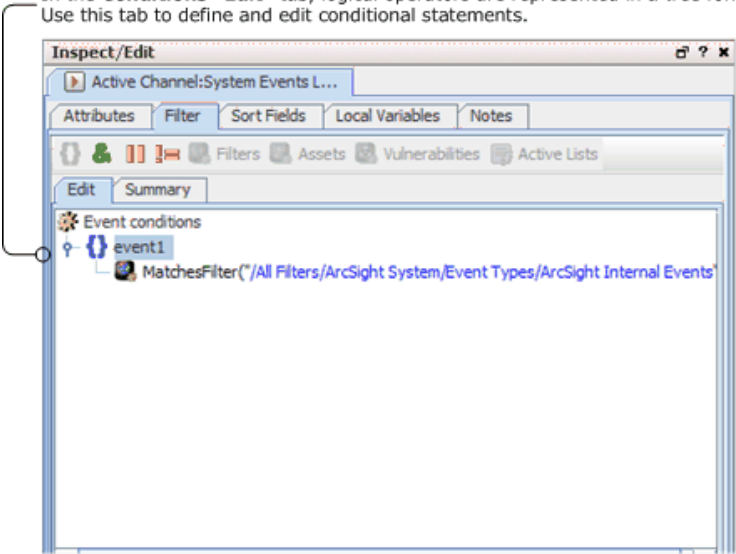 Use this tab to define and edit conditional statements.
Inspect/Edit
Active Channel:System Events L...
Attributes Filter Sort Fields Local Variables Notes
Filters Assets Vulnerabilities Active Lists
Edit Summary
Event conditions
event1
MatchesFilter("/All Filters/ArcSight System/Event Types/ArcSight Internal Events"